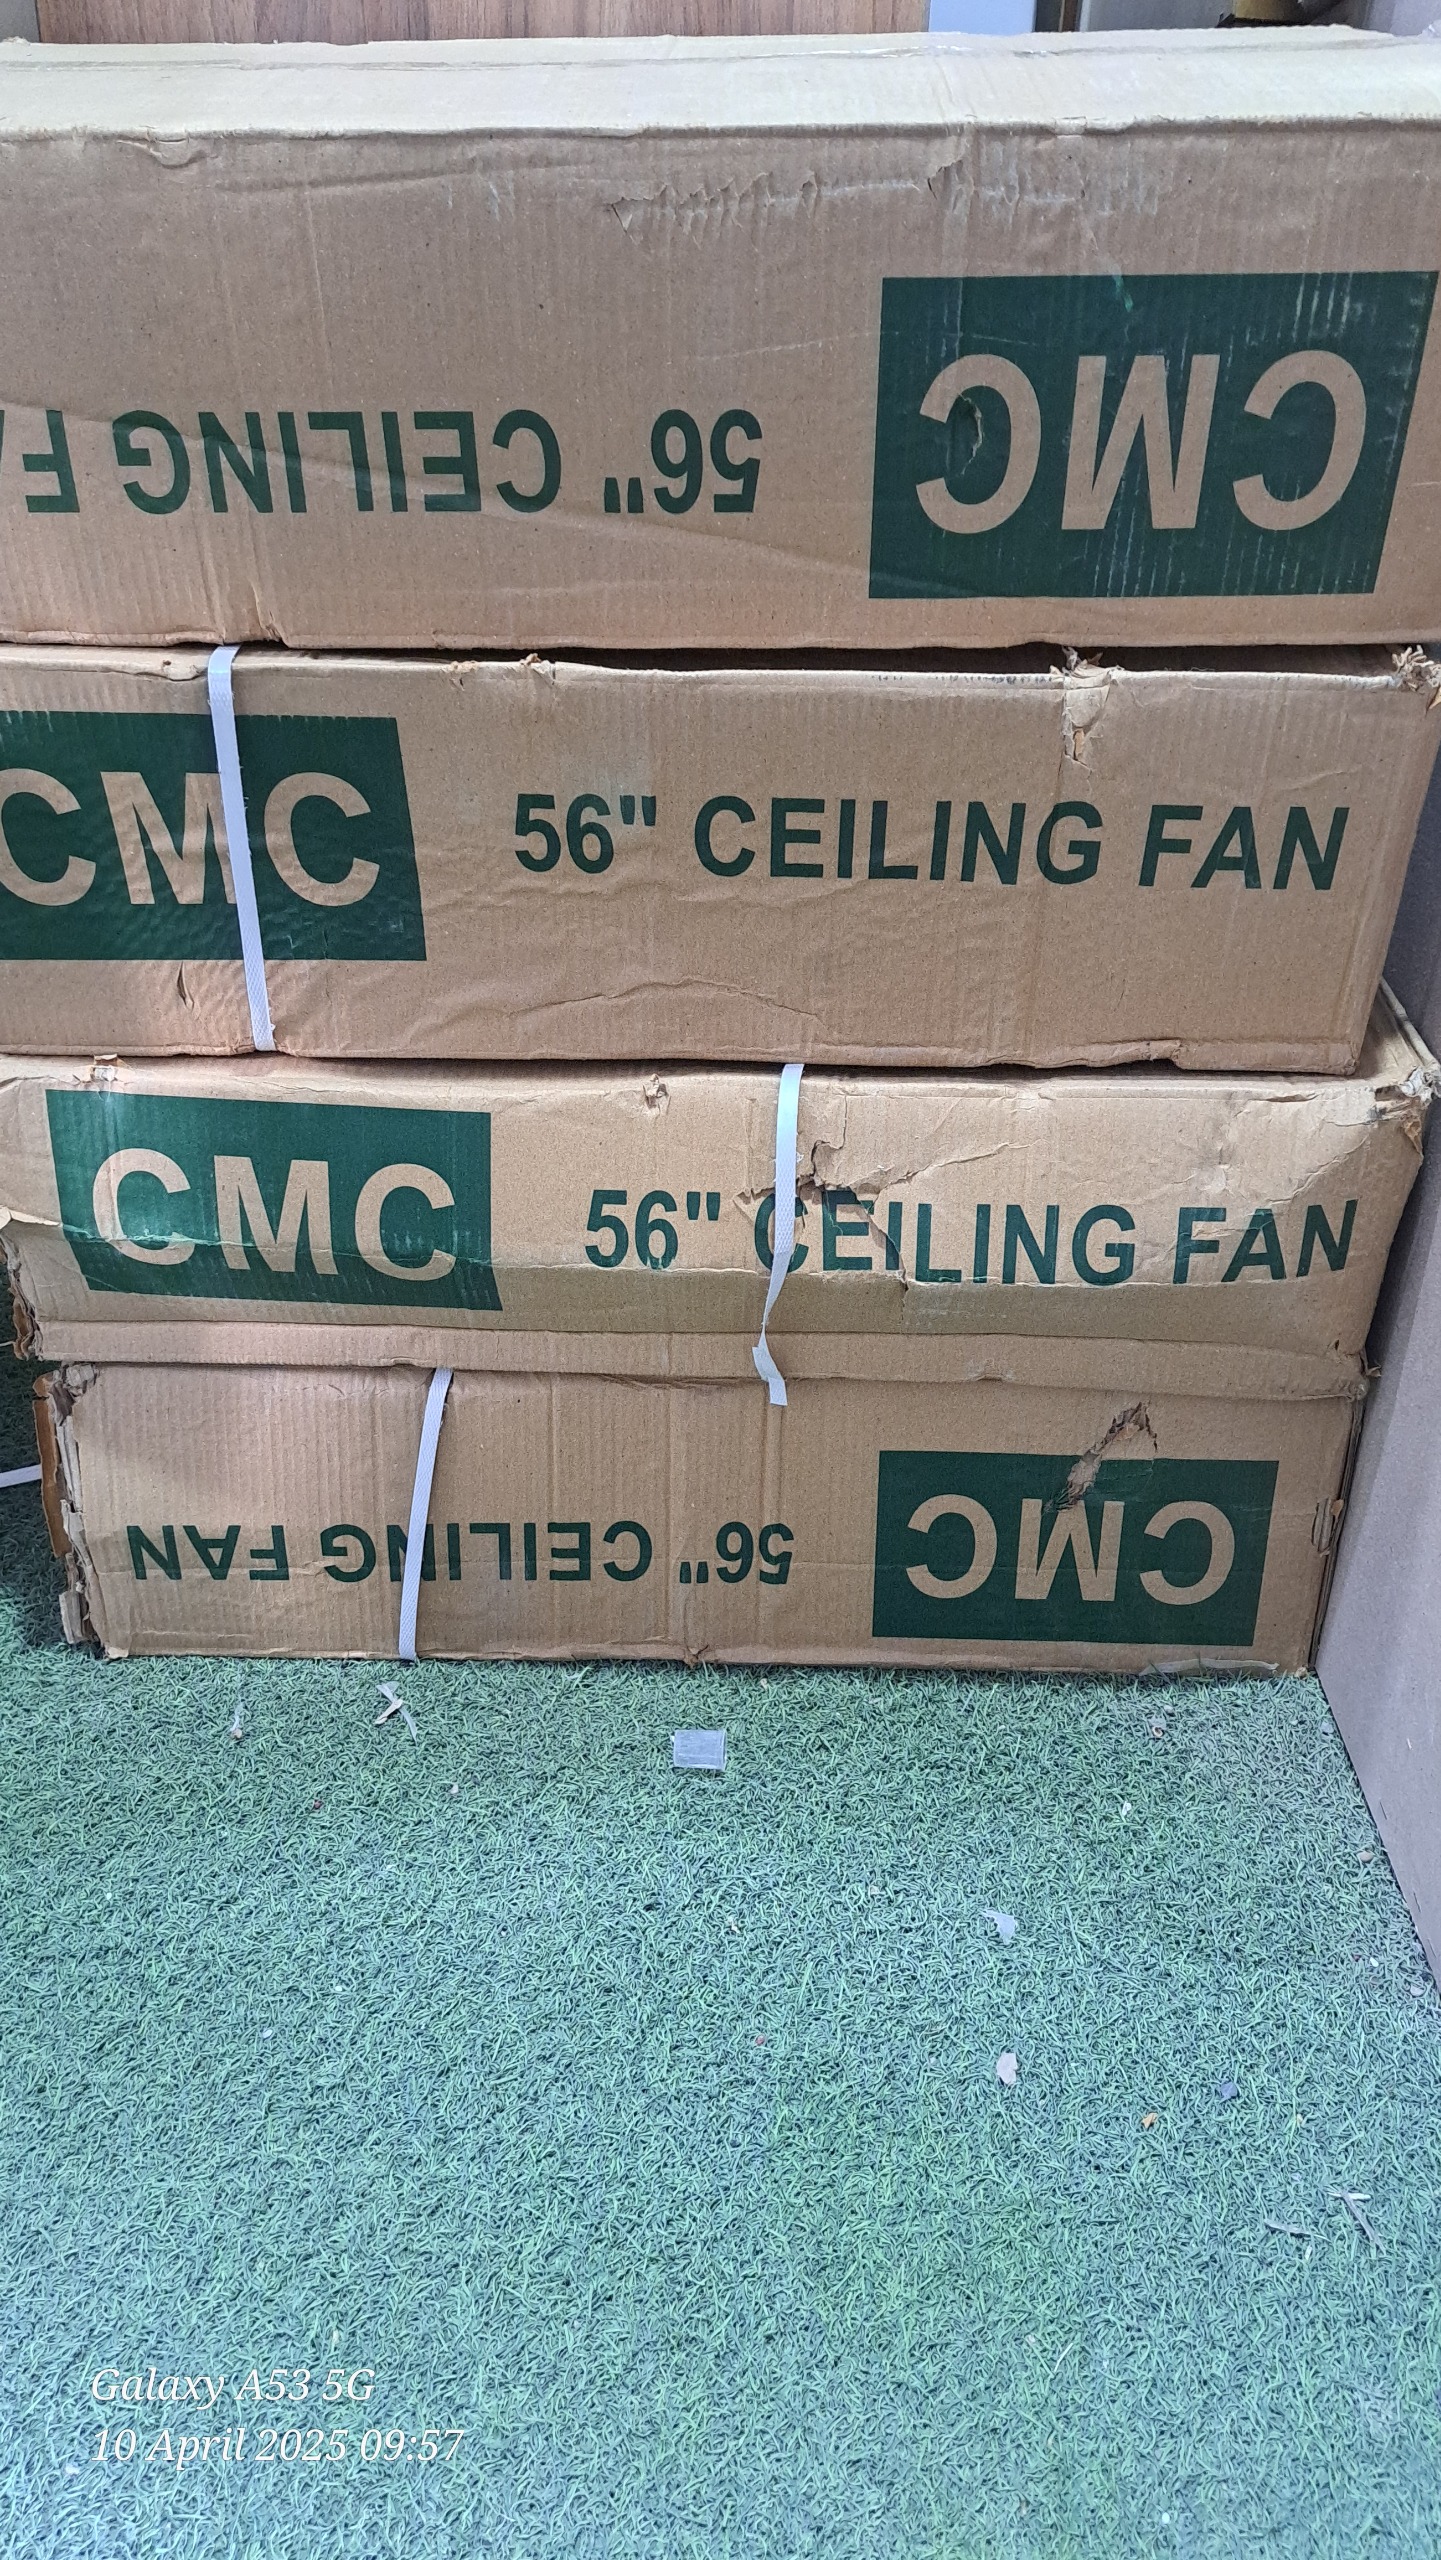 56" CEILING F
CMC
CMC
56" CEILING FAN
CMC
56" CEILING FAN
CMC
56" CEILING FAN
Galaxy A53 5G
10 April 2025 09:57